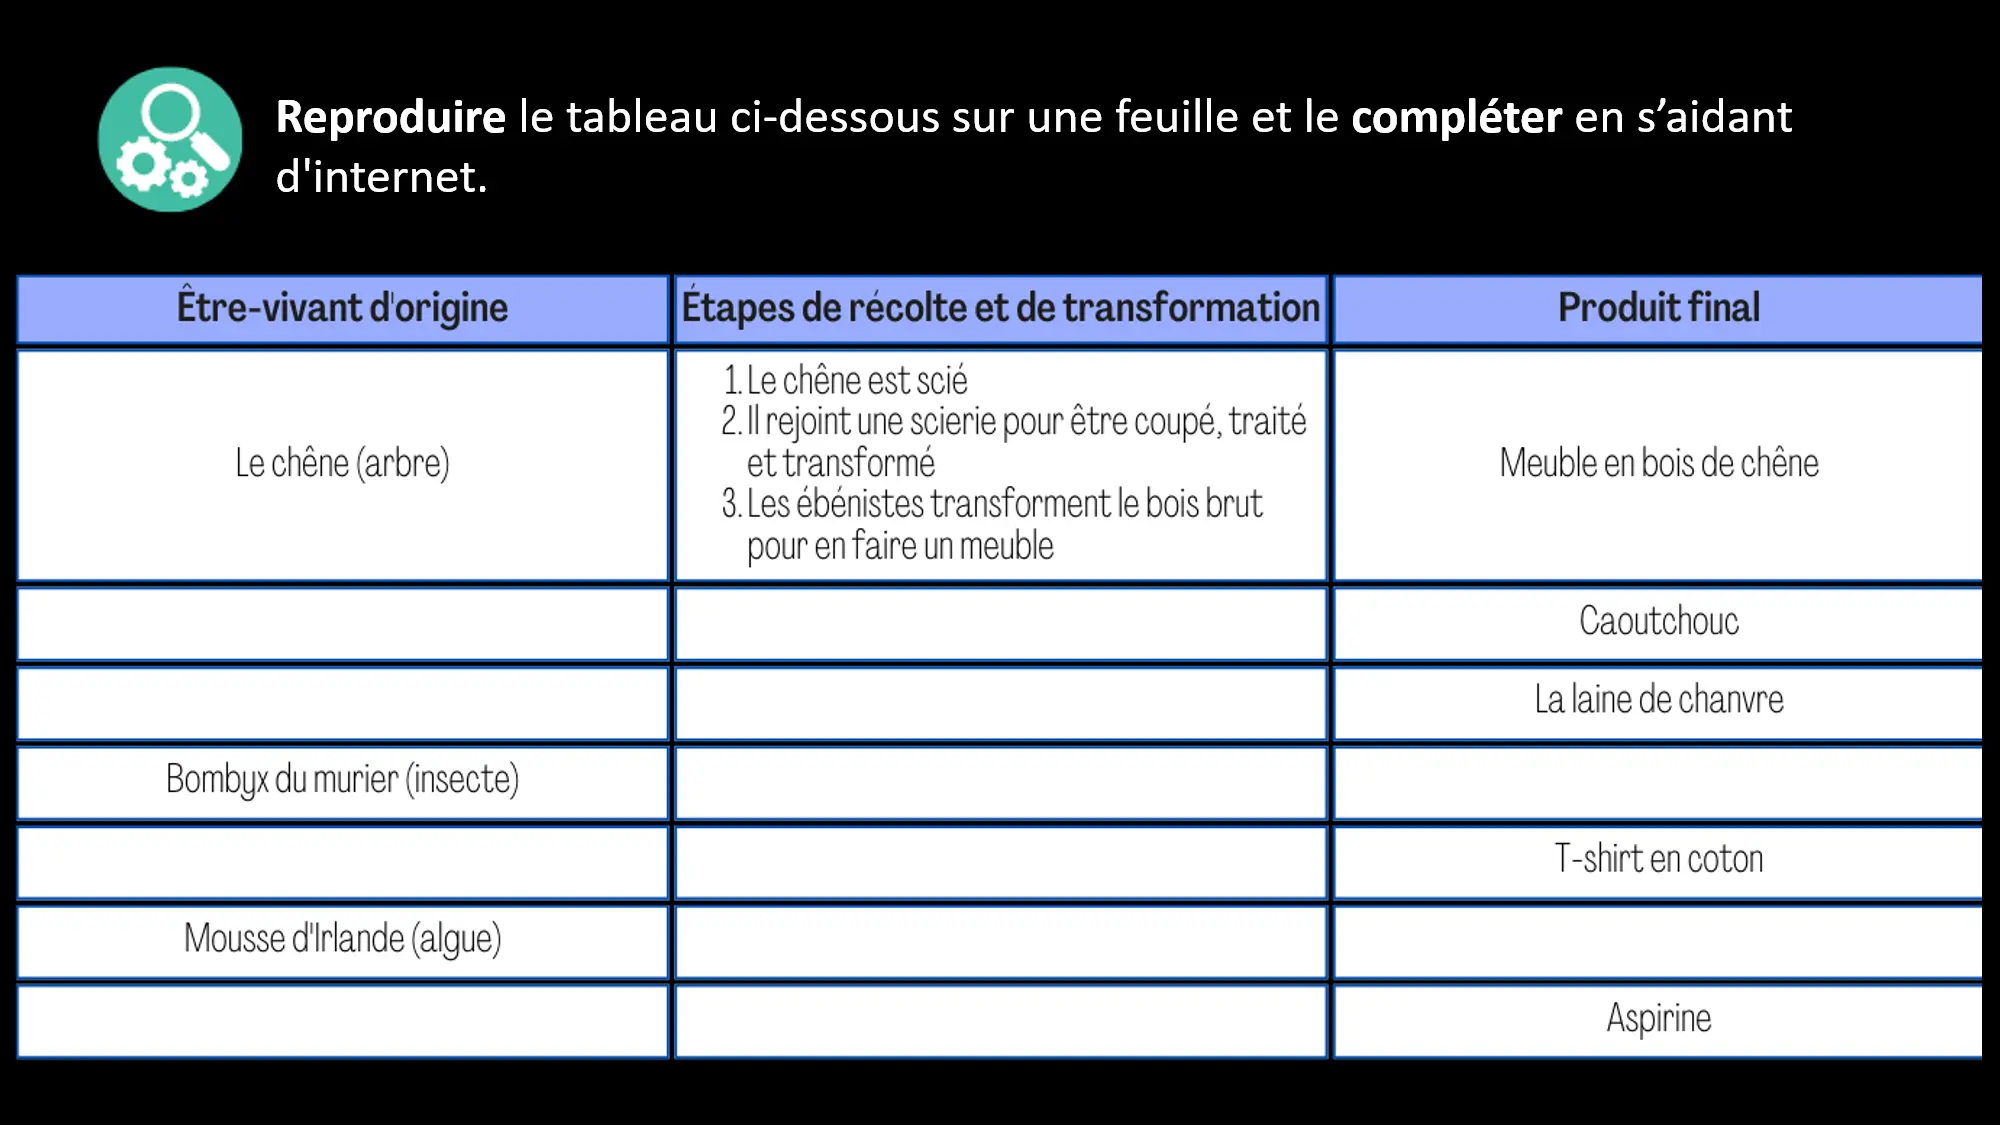 Reproduire le tableau ci-dessous sur une feuille et le compléter en s’aidant
d'internet.
Être-vivant d'origine
Étapes de récolte et de transformation
Produit final
Le chêne (arbre)
1. Le chêne est scié
2. Il rejoint une scierie pour être coupé, traité
et transformé
3. Les ébénistes transforment le bois brut
pour en faire un meuble
Meuble en bois de chêne
Caoutchouc
La laine de chanvre
Bombyx du murier (insecte)
T-shirt en coton
Mousse d'Irlande (algue)
Aspirine